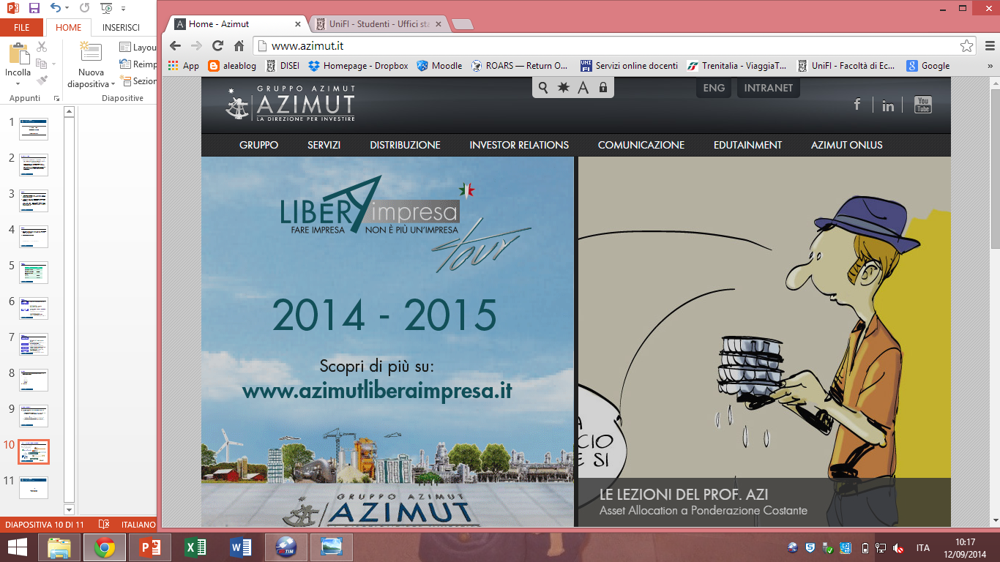 FILE
HOME
INSERISCI
Incolla
Nuova
diapositiva
Layou
Reimp
Sezion
Appunti
Diapositive
1
2
3
4
5
6
7
8
9
10
11
DIAPOSITIVA 10 DI 11
ITALIANO
Home - Azimut
UniFI - Studenti - Uffici sta
www.azimut.it
App
aleablog
DISEI
Homepage - Dropbox
Moodle
ROARS — Return O...
Servizi online docenti
Trenitalia - ViaggiaT...
UniFI - Facoltà di Ec...
Google
»
GRUPPO AZIMUT
AZIMUT
LA DIREZIONE PER INVESTIRE
ENG
INTRANET
f
in
You Tube
GRUPPO
SERVIZI
DISTRIBUZIONE
INVESTOR RELATIONS
COMUNICAZIONE
EDUTAINMENT
AZIMUT ONLUS
LIBERA impresa
FARE IMPRESA NON È PIÙ UN'IMPRESA
tour
2014 - 2015
Scopri di più su:
www.azimutliberaimpresa.it
GRUPPO AZIMUT
AZIMUT
A
CIO
E SI
LE LEZIONI DEL PROF. AZI
Asset Allocation a Ponderazione Costante
TIM
ITA
10:17
12/09/2014